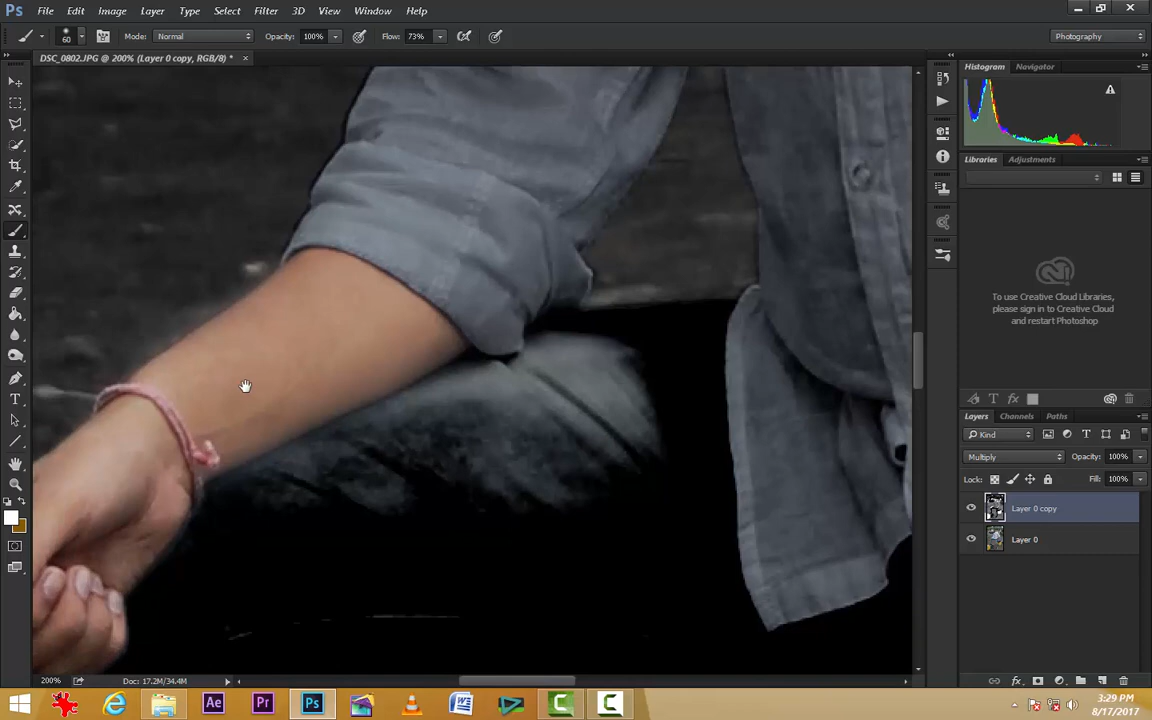 Ps File Edit Image Layer Type Select Filter 3D View Window Help
60 Mode: Normal Opacity: 100% Flow: 73% Photography
DSC_0802.JPG @ 200% (Layer 0 copy, RGB/8) *
Histogram Navigator
Libraries Adjustments
To use Creative Cloud Libraries,
please sign in to Creative Cloud
and restart Photoshop
Layers Channels Paths
Kind
Multiply Opacity: 100%
Lock: Fill: 100%
Layer 0 copy
Layer 0
200% Doc: 17.2M/34.4M
Ae Pr Ps
3:29 PM
8/17/2017